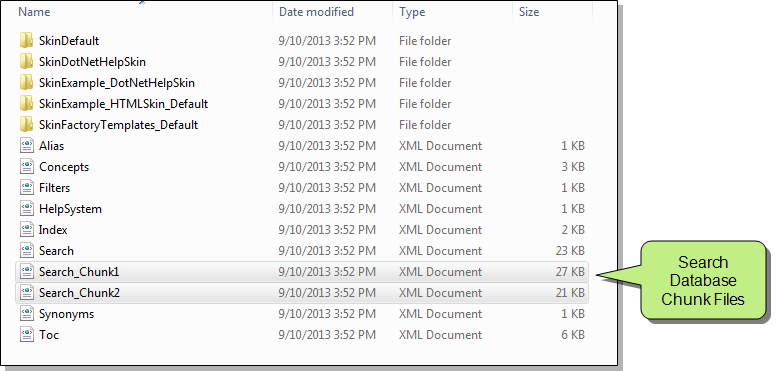 Name Date modified Type Size
SkinDefault 9/10/2013 3:52 PM File folder
SkinDotNetHelpSkin 9/10/2013 3:52 PM File folder
SkinExample_DotNetHelpSkin 9/10/2013 3:52 PM File folder
SkinExample_HTMLSkin_Default 9/10/2013 3:52 PM File folder
SkinFactoryTemplates_Default 9/10/2013 3:52 PM File folder
Alias 9/10/2013 3:52 PM XML Document 1 KB
Concepts 9/10/2013 3:52 PM XML Document 3 KB
Filters 9/10/2013 3:52 PM XML Document 1 KB
HelpSystem 9/10/2013 3:52 PM XML Document 1 KB
Index 9/10/2013 3:52 PM XML Document 2 KB
Search 9/10/2013 3:52 PM XML Document 23 KB
Search_Chunk1 9/10/2013 3:52 PM XML Document 27 KB
Search_Chunk2 9/10/2013 3:52 PM XML Document 21 KB
Synonyms 9/10/2013 3:52 PM XML Document 1 KB
Toc 9/10/2013 3:52 PM XML Document 6 KB
Search
Database
Chunk Files